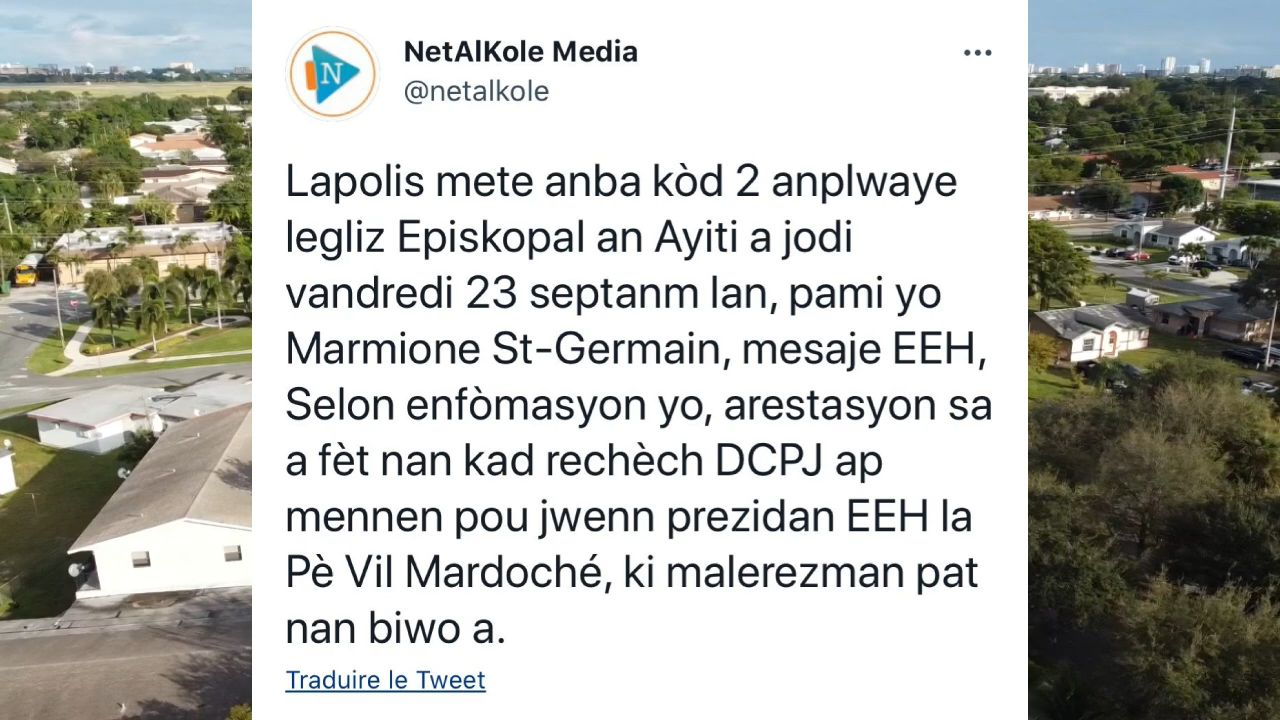 NetAlKole Media
@netalkole
N
Lapolis mete anba kòd 2 anplwaye
legliz Episkopal an Ayiti a jodi
vandredi 23 septanm lan, pami yo
Marmione St-Germain, mesaje EEH,
Selon enfòmasyon yo, arestasyon sa
a fèt nan kad rechèch DCPJ ap
mennen pou jwenn prezidan EEH la
Pè Vil Mardoché, ki malerezman pat
nan biwo a.
Traduire le Tweet